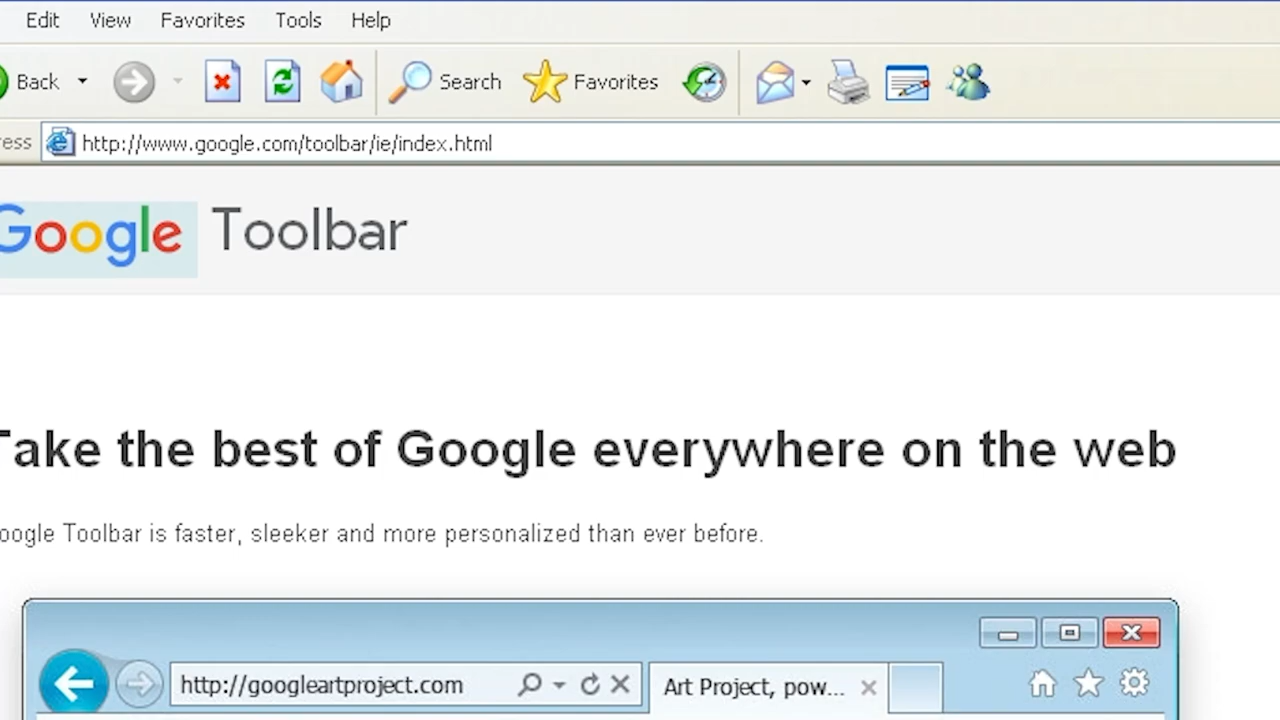 Edit View Favorites Tools Help
Back Search Favorites
ress http://www.google.com/toolbar/ie/index.html
Google Toolbar
Take the best of Google everywhere on the web
oogle Toolbar is faster, sleeker and more personalized than ever before.
http://googleartproject.com Art Project, pow...